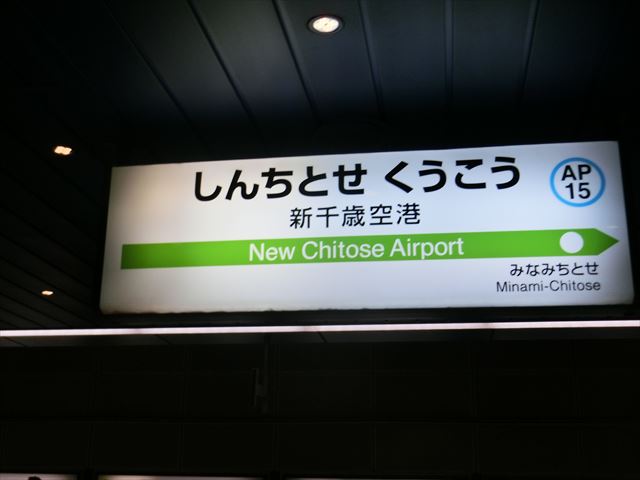 しんちとせ くうこう
AP
15
新千歳空港
New Chitose Airport
みなみちとせ
Minami-Chitose